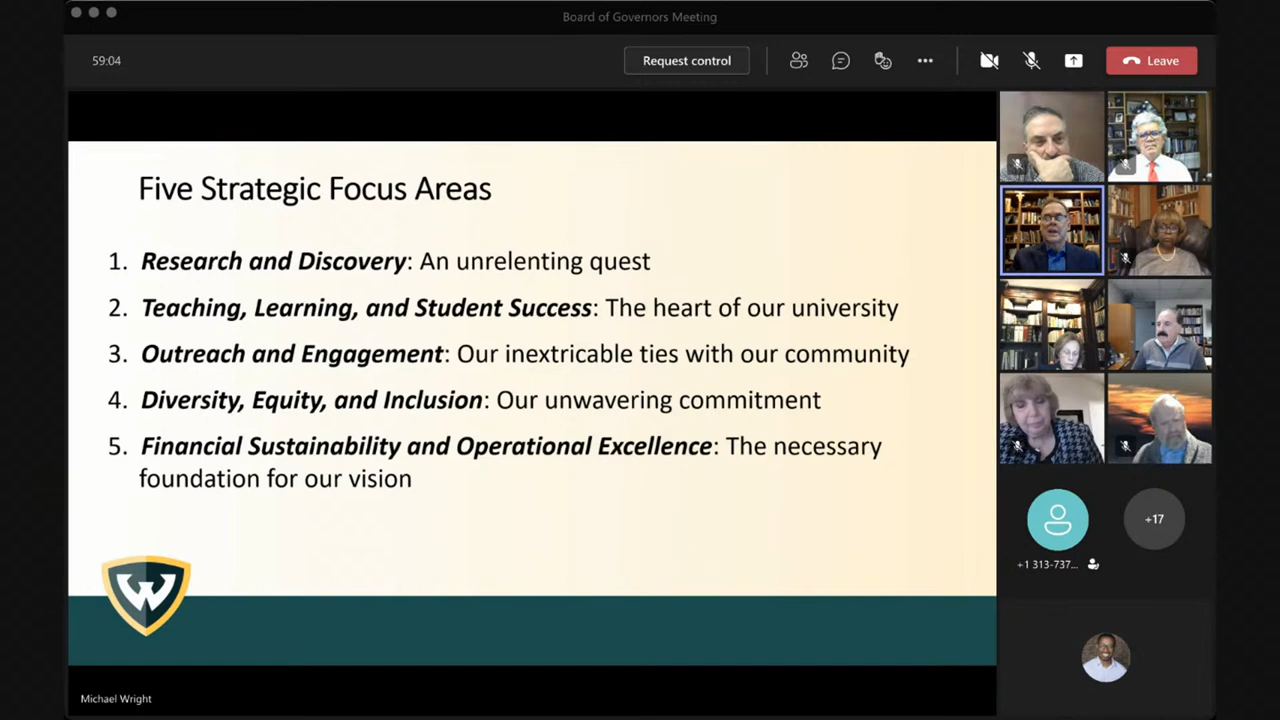 Board of Governors Meeting
59:04
Request control
Leave
Five Strategic Focus Areas
1. Research and Discovery: An unrelenting quest
2. Teaching, Learning, and Student Success: The heart of our university
3. Outreach and Engagement: Our inextricable ties with our community
4. Diversity, Equity, and Inclusion: Our unwavering commitment
5. Financial Sustainability and Operational Excellence: The necessary
foundation for our vision
W
+17
+1 313-737...
Michael Wright